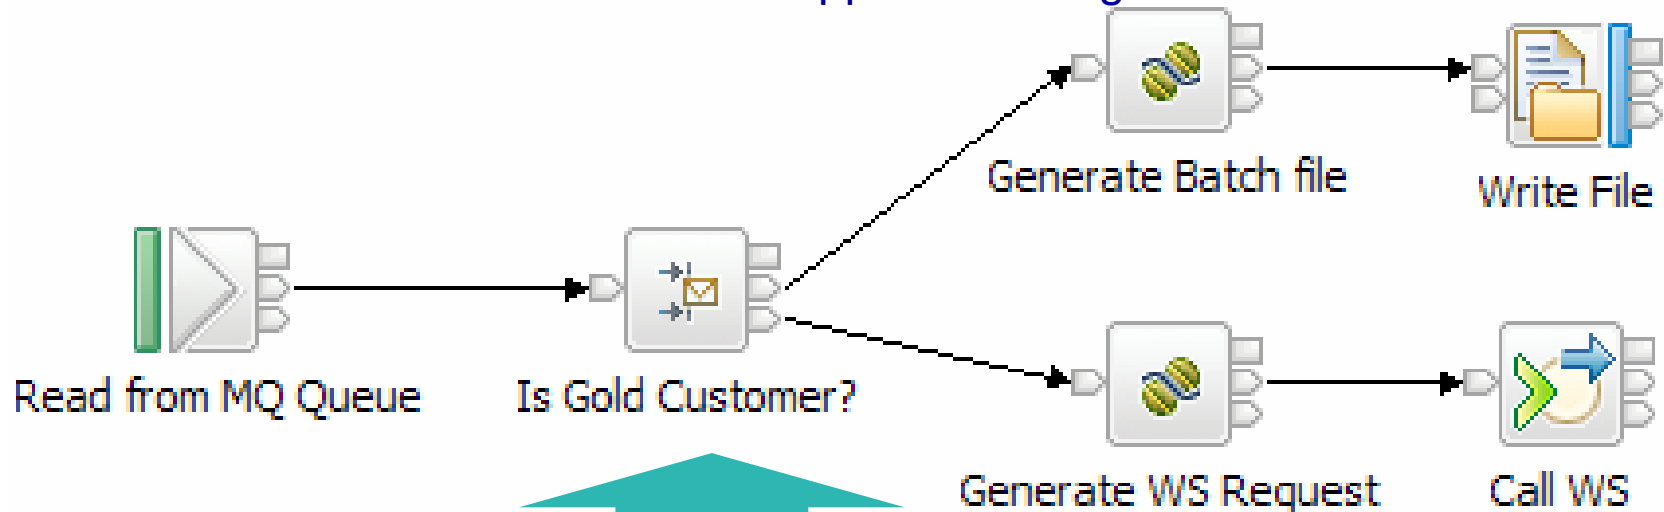 Generate Batch file
Write File
Read from MQ Queue
Is Gold Customer?
Generate WS Request
Call WS